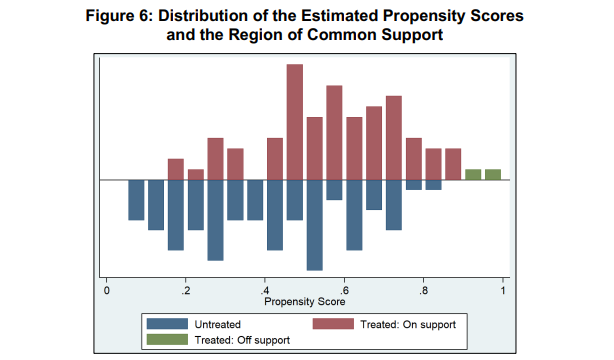 Figure 6: Distribution of the Estimated Propensity Scores
and the Region of Common Support
0 .2 .4 .6 .8 1
Propensity Score
Untreated Treated: On support
Treated: Off support